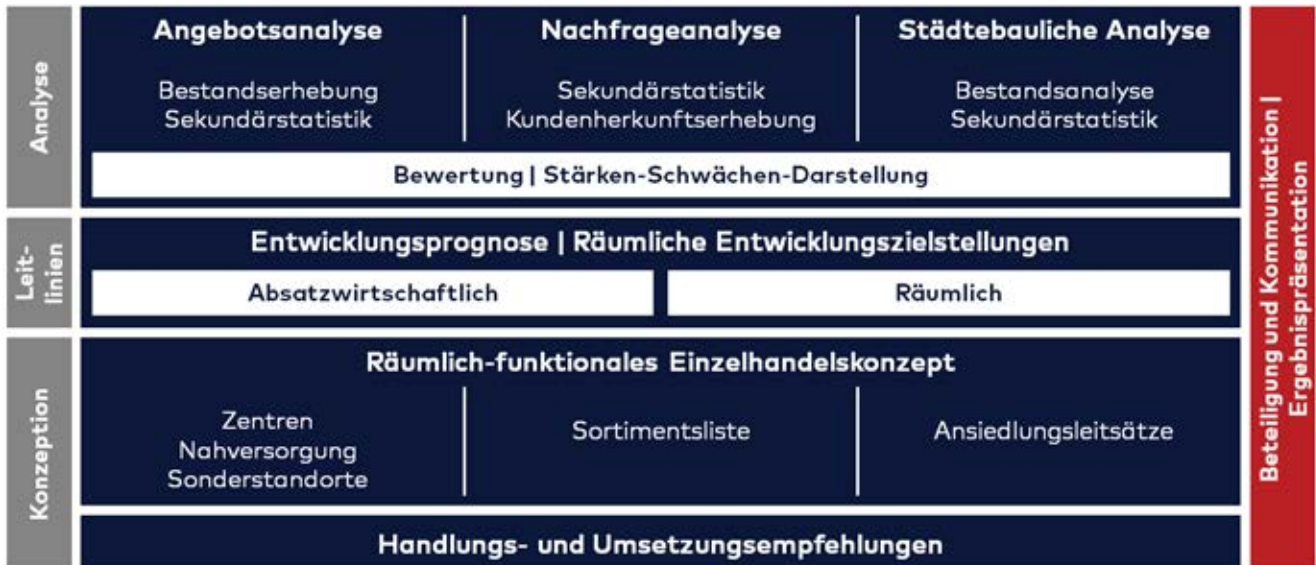 Analyse
Angebotsanalyse
Bestandserhebung
Sekundärstatistik
Nachfrageanalyse
Sekundärstatistik
Kundenherkunftserhebung
Städtebauliche Analyse
Bestandsanalyse
Sekundärstatistik
Bewertung | Stärken-Schwächen-Darstellung
Leit-
linien
Entwicklungsprognose | Räumliche Entwicklungszielstellungen
Absatzwirtschaftlich
Räumlich
Konzeption
Räumlich-funktionales Einzelhandelskonzept
Zentren
Nahversorgung
Sonderstandorte
Sortimentsliste
Ansiedlungsleitsätze
Handlungs- und Umsetzungsempfehlungen
Beteiligung und Kommunikation |
Ergebnispräsentation